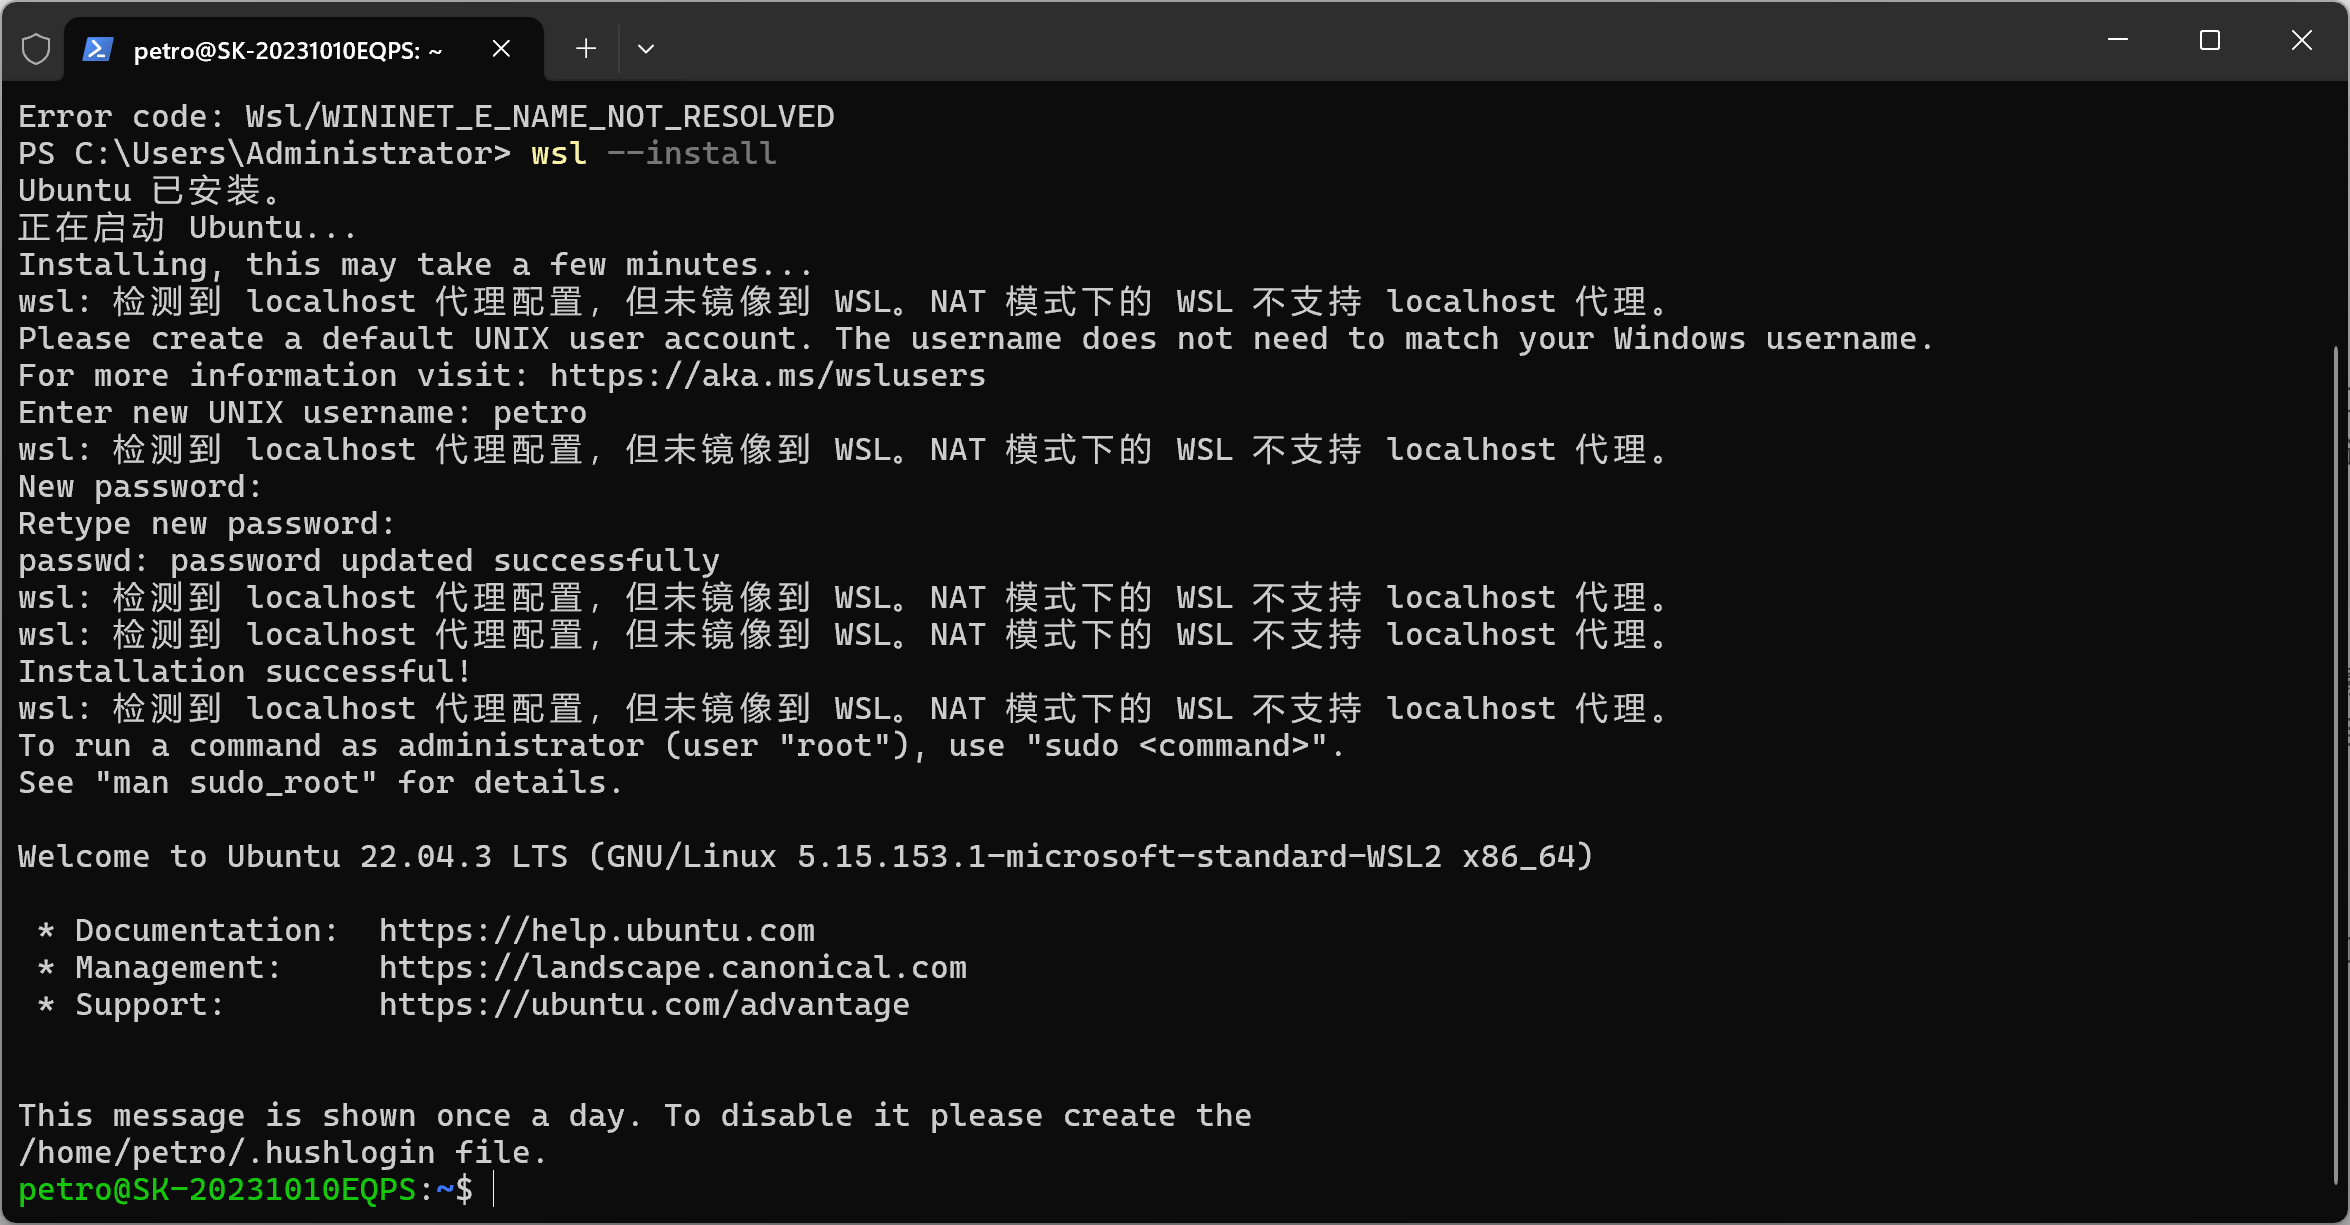 petro@SK-20231010EQPS: ~
Error code: Wsl/WININET_E_NAME_NOT_RESOLVED
PS C:\Users\Administrator> wsl --install
Ubuntu 已安装。
正在启动 Ubuntu...
Installing, this may take a few minutes...
wsl: 检测到 localhost 代理配置，但未镜像到 WSL。NAT 模式下的 WSL 不支持 localhost 代理。
Please create a default UNIX user account. The username does not need to match your Windows username.
For more information visit: https://aka.ms/wslusers
Enter new UNIX username: petro
wsl: 检测到 localhost 代理配置，但未镜像到 WSL。NAT 模式下的 WSL 不支持 localhost 代理。
New password:
Retype new password:
passwd: password updated successfully
wsl: 检测到 localhost 代理配置，但未镜像到 WSL。NAT 模式下的 WSL 不支持 localhost 代理。
wsl: 检测到 localhost 代理配置，但未镜像到 WSL。NAT 模式下的 WSL 不支持 localhost 代理。
Installation successful!
wsl: 检测到 localhost 代理配置，但未镜像到 WSL。NAT 模式下的 WSL 不支持 localhost 代理。
To run a command as administrator (user "root"), use "sudo <command>".
See "man sudo_root" for details.
Welcome to Ubuntu 22.04.3 LTS (GNU/Linux 5.15.153.1-microsoft-standard-WSL2 x86_64)
* Documentation:  https://help.ubuntu.com
* Management:     https://landscape.canonical.com
* Support:        https://ubuntu.com/advantage
This message is shown once a day. To disable it please create the
/home/petro/.hushlogin file.
petro@SK-20231010EQPS:~$